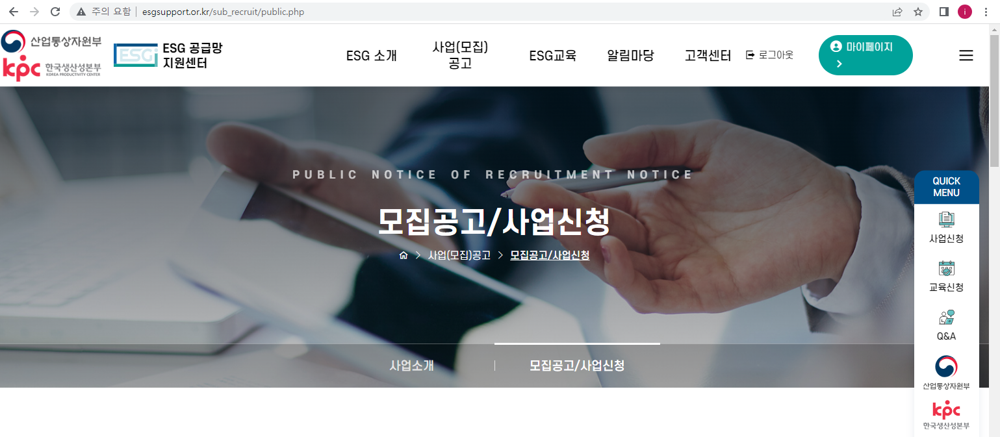 주의 요함 esgsupport.or.kr/sub_recruit/public.php
i
산업통상자원부
kpc 한국생산성본부
KOREA PRODUCTIVITY CENTER
ESG
ESG 공급망
지원센터
ESG 소개
사업(모집)
공고
ESG교육
알림마당
고객센터
로그아웃
마이페이지
PUBLIC NOTICE OF RECRUITMENT NOTICE
모집공고/사업신청
사업(모집)공고 > 모집공고/사업신청
사업소개
모집공고/사업신청
QUICK
MENU
사업신청
교육신청
Q&A
산업통상자원부
kpc
한국생산성본부